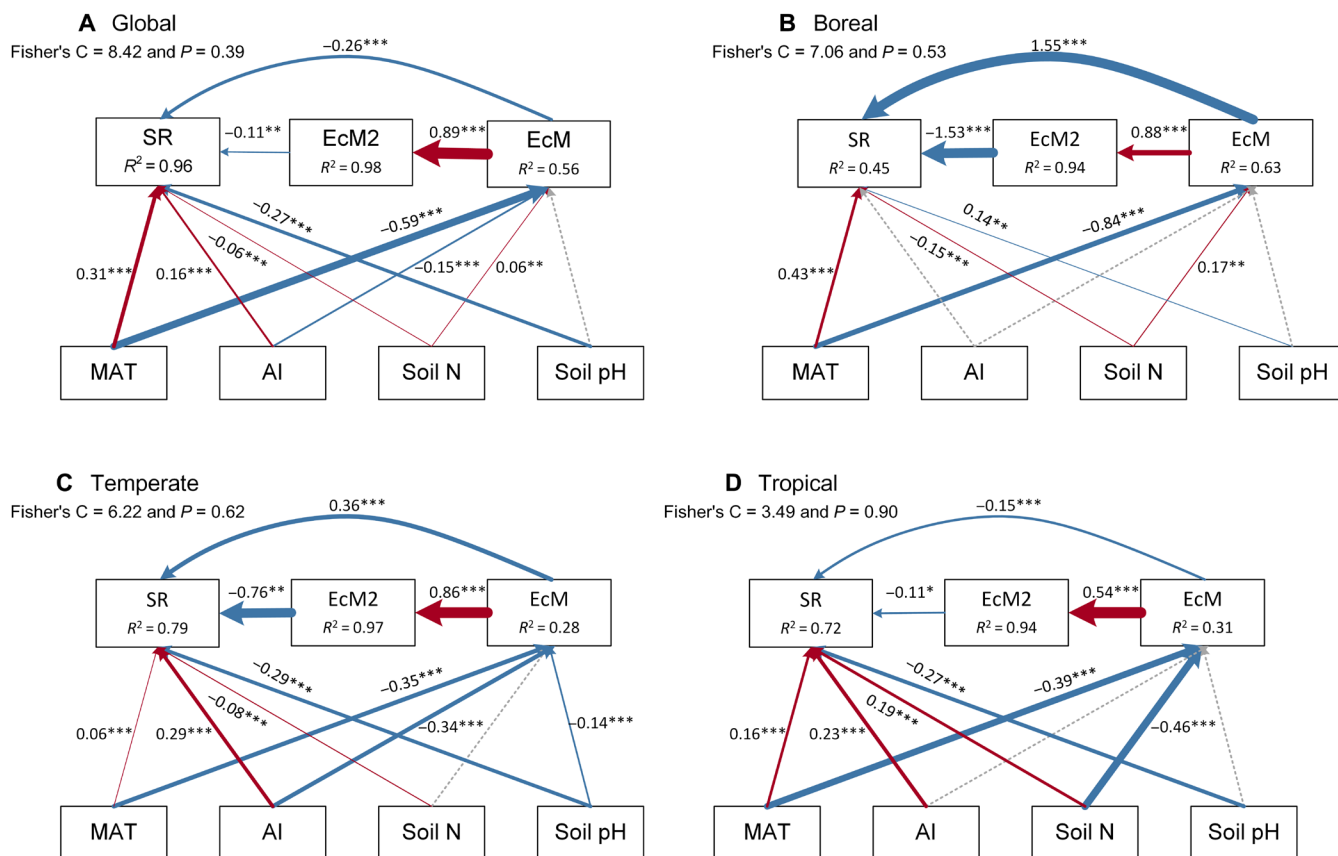 A Global
Fisher's C = 8.42 and P = 0.39
−0.26***
SR
R² = 0.96
−0.11**
EcM2
R² = 0.98
0.89***
EcM
R² = 0.56
−0.27***
−0.59***
0.31***
0.16***
−0.06***
−0.15***
0.06**
MAT
AI
Soil N
Soil pH
B Boreal
Fisher's C = 7.06 and P = 0.53
1.55***
SR
R² = 0.45
−1.53***
EcM2
R² = 0.94
0.88***
EcM
R² = 0.63
0.14**
−0.84***
0.43***
−0.15***
0.17**
MAT
AI
Soil N
Soil pH
C Temperate
Fisher's C = 6.22 and P = 0.62
0.36***
SR
R² = 0.79
−0.76**
EcM2
R² = 0.97
0.86***
EcM
R² = 0.28
−0.29***
−0.35***
0.06***
0.29***
−0.08***
−0.34***
−0.14***
MAT
AI
Soil N
Soil pH
D Tropical
Fisher's C = 3.49 and P = 0.90
−0.15***
SR
R² = 0.72
−0.11*
EcM2
R² = 0.94
0.54***
EcM
R² = 0.31
−0.27***
−0.39***
0.16***
0.23***
0.19***
−0.46***
MAT
AI
Soil N
Soil pH